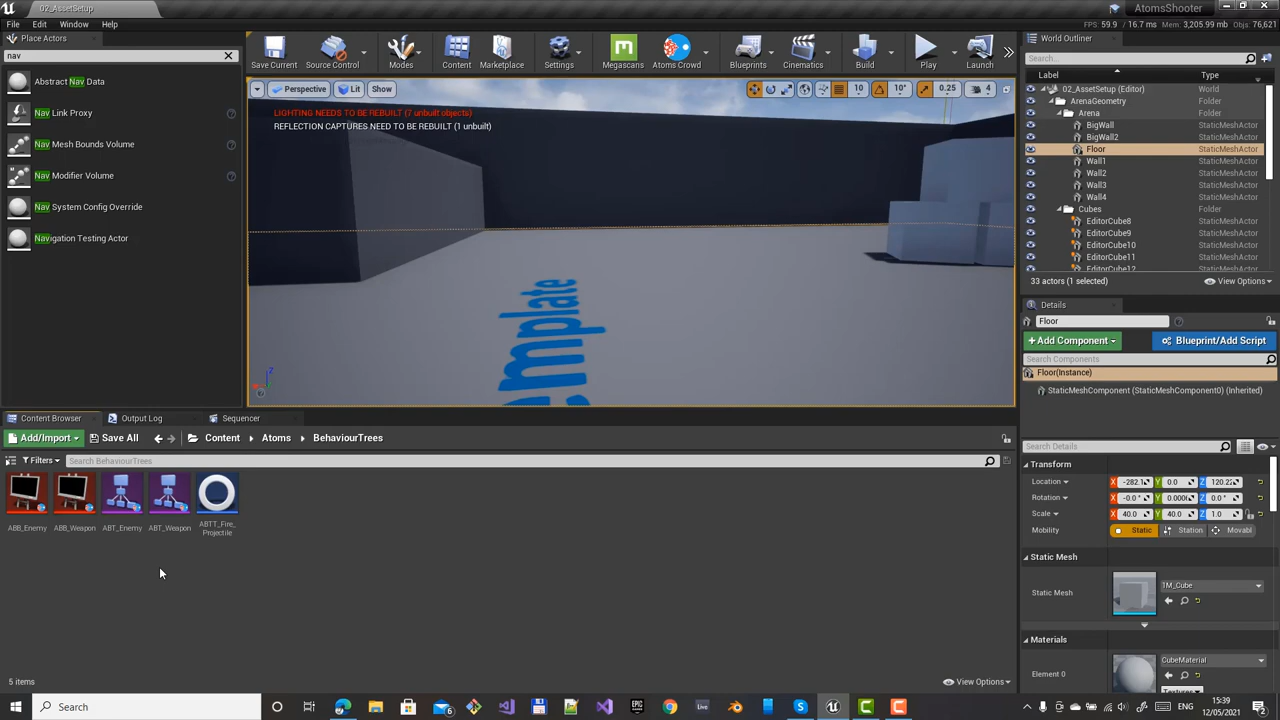 02_AssetSetup
AtomsShooter
File Edit Window Help
FPS: 59.9 / 16.7 ms Mem: 3,205.99 mb Objs: 76,621
Place Actors
nav
Abstract Nav Data
Nav Link Proxy
Nav Mesh Bounds Volume
Nav Modifier Volume
Nav System Config Override
Navigation Testing Actor
Save Current Source Control Modes Content Marketplace Settings Megascans Atoms Crowd Blueprints Cinematics Build Play Launch
Perspective Lit Show
10 10° 0.25 4
LIGHTING NEEDS TO BE REBUILT (7 unbuilt objects)
REFLECTION CAPTURES NEED TO BE REBUILT (1 unbuilt)
emplate
Z
World Outliner
Search...
Label Type
02_AssetSetup (Editor) World
ArenaGeometry Folder
Arena Folder
BigWall StaticMeshActor
BigWall2 StaticMeshActor
Floor StaticMeshActor
Wall1 StaticMeshActor
Wall2 StaticMeshActor
Wall3 StaticMeshActor
Wall4 StaticMeshActor
Cubes Folder
EditorCube8 StaticMeshActor
EditorCube9 StaticMeshActor
EditorCube10 StaticMeshActor
EditorCube11 StaticMeshActor
EditorCube12 StaticMeshActor
33 actors (1 selected) View Options
Details
Floor
+ Add Component Blueprint/Add Script
Search Components
Floor(Instance)
StaticMeshComponent (StaticMeshComponent0) (Inherited)
Search Details
Transform
Location X -282.1 Y 0.0 Z 120.22
Rotation X -0.0 ° Y 0.000 Z 0.0 °
Scale X 40.0 Y 40.0 Z 1.0
Mobility Static Station Movabl
Static Mesh
Static Mesh 1M_Cube
Materials
Element 0 CubeMaterial
Textures
Content Browser Output Log Sequencer
Add/Import Save All Content Atoms BehaviourTrees
Filters Search BehaviourTrees
ABB_Enemy ABB_Weapon ABT_Enemy ABT_Weapon ABTT_Fire_
Projectile
5 items View Options
Search
15:39
12/05/2021